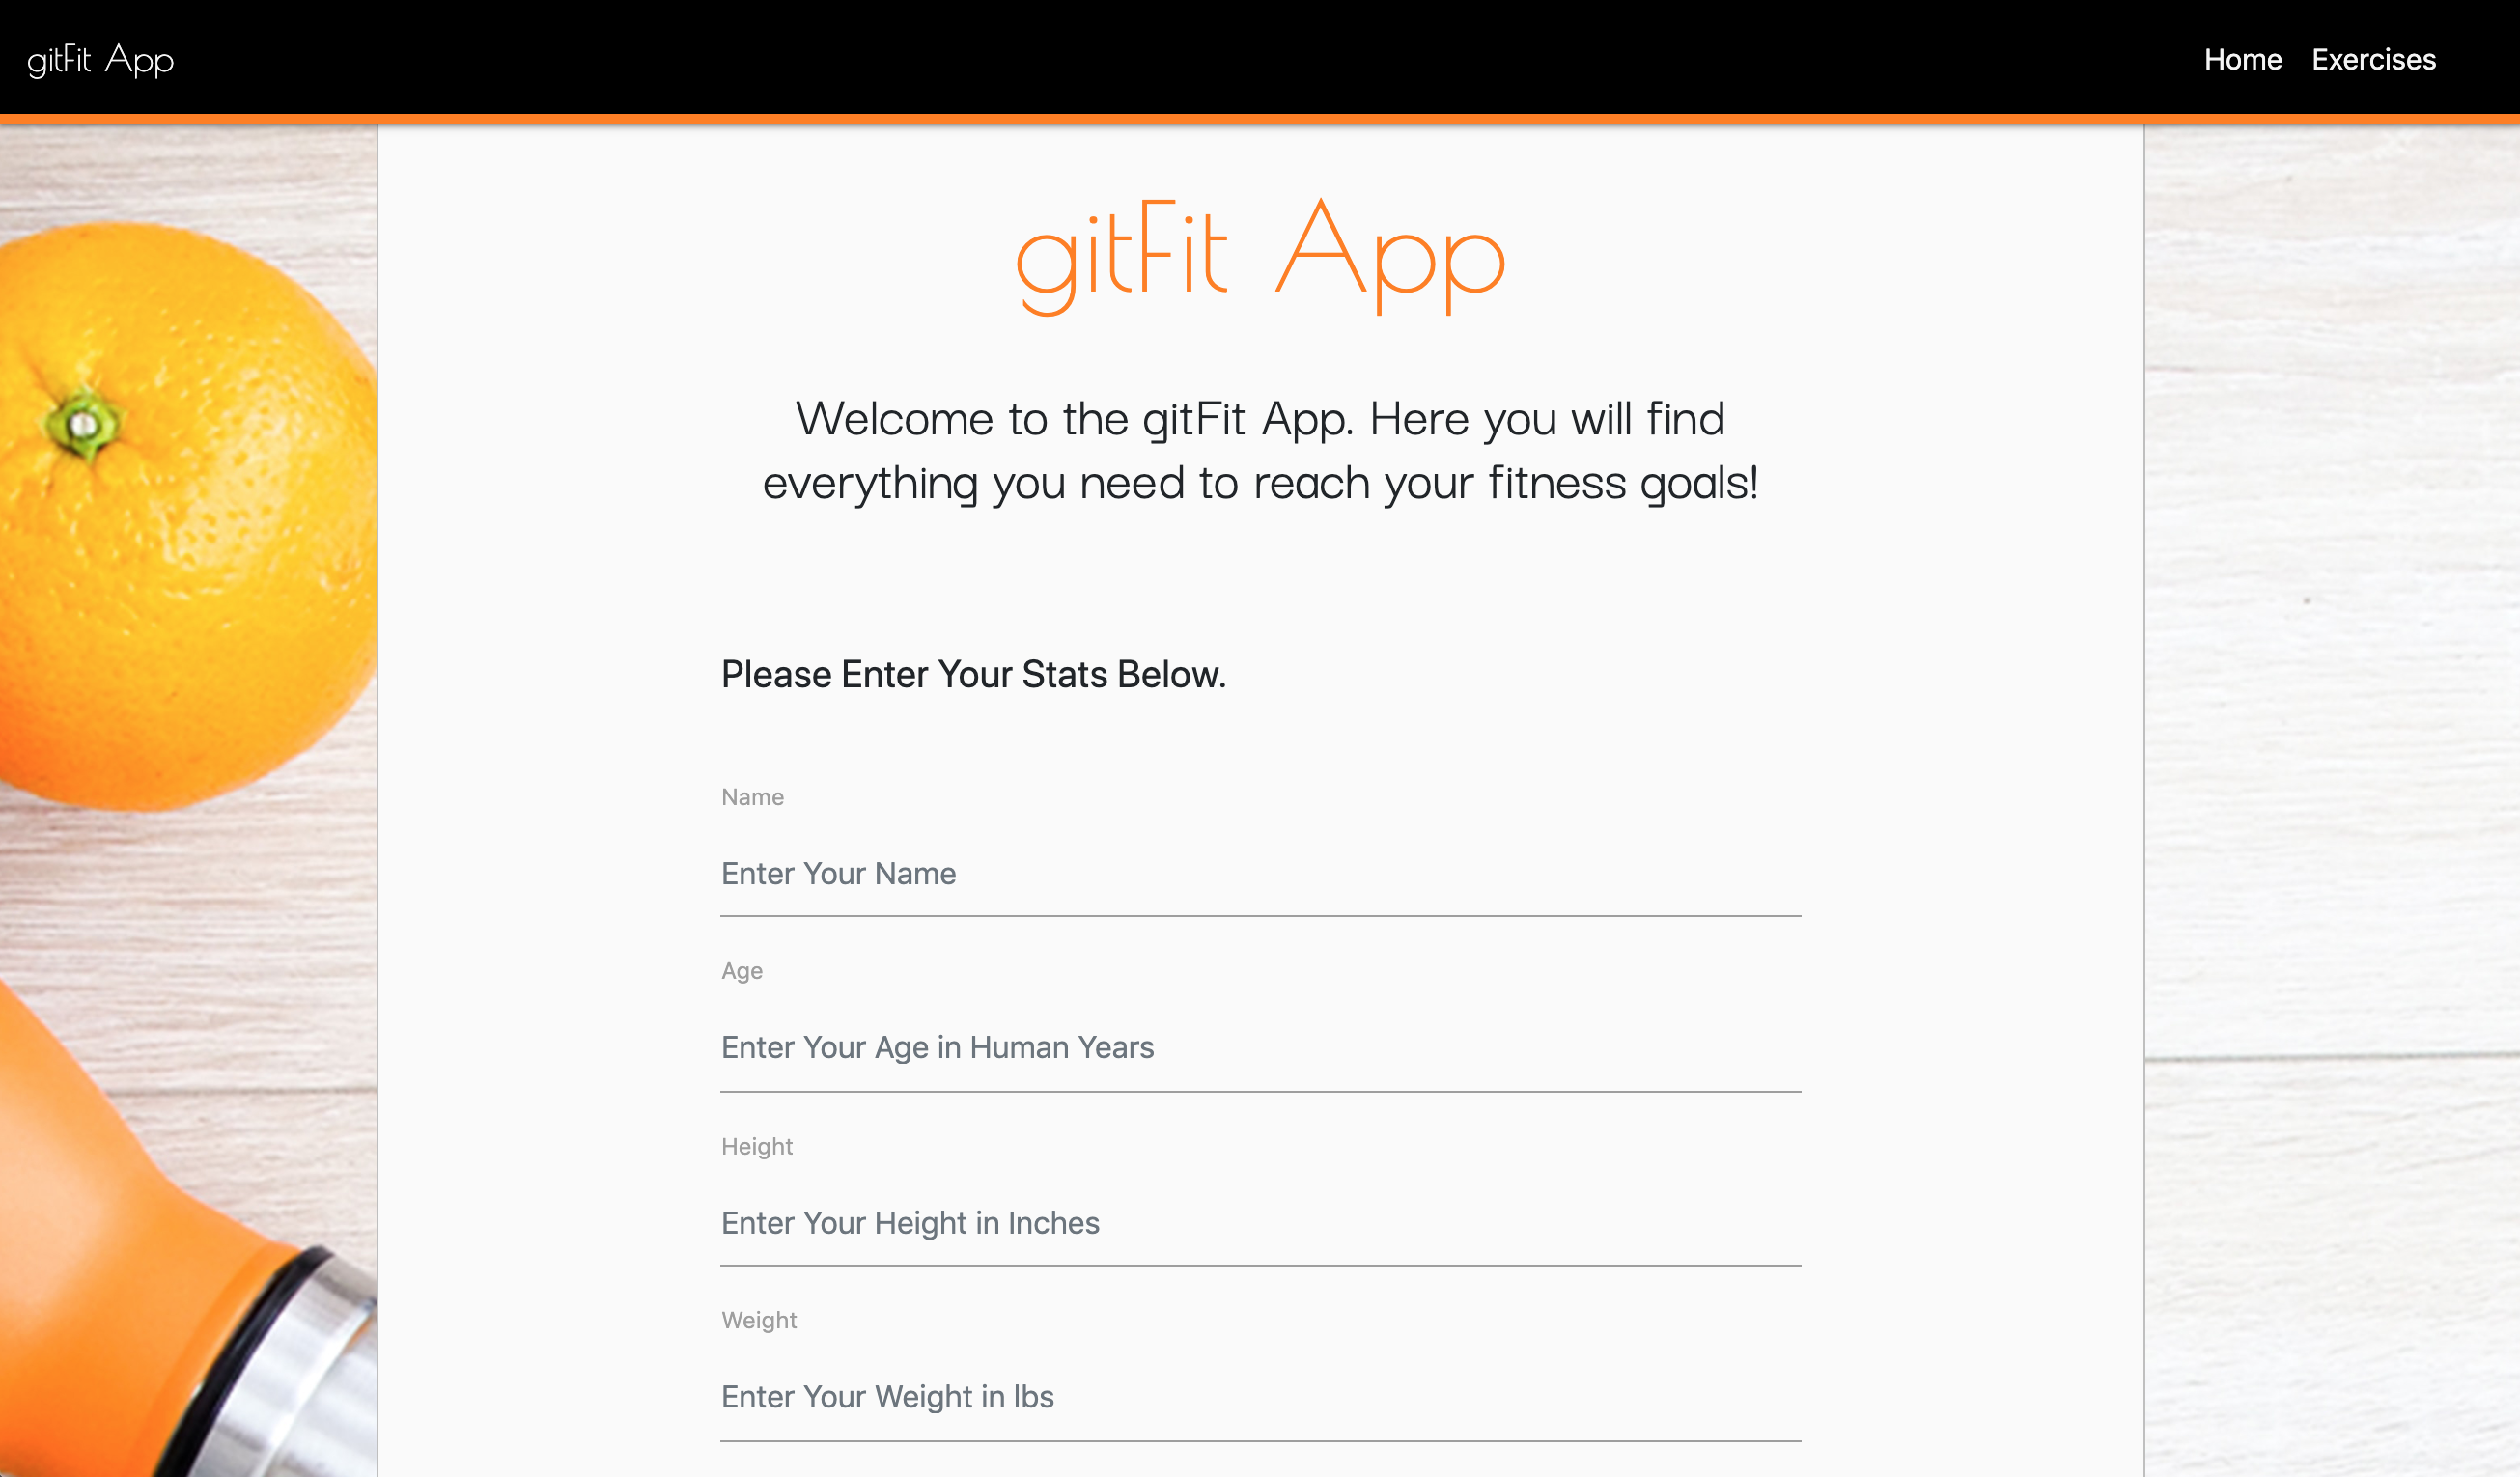 gitFit App
Home Exercises
gitFit App
Welcome to the gitFit App. Here you will find
everything you need to reach your fitness goals!
Please Enter Your Stats Below.
Name
Enter Your Name
Age
Enter Your Age in Human Years
Height
Enter Your Height in Inches
Weight
Enter Your Weight in lbs